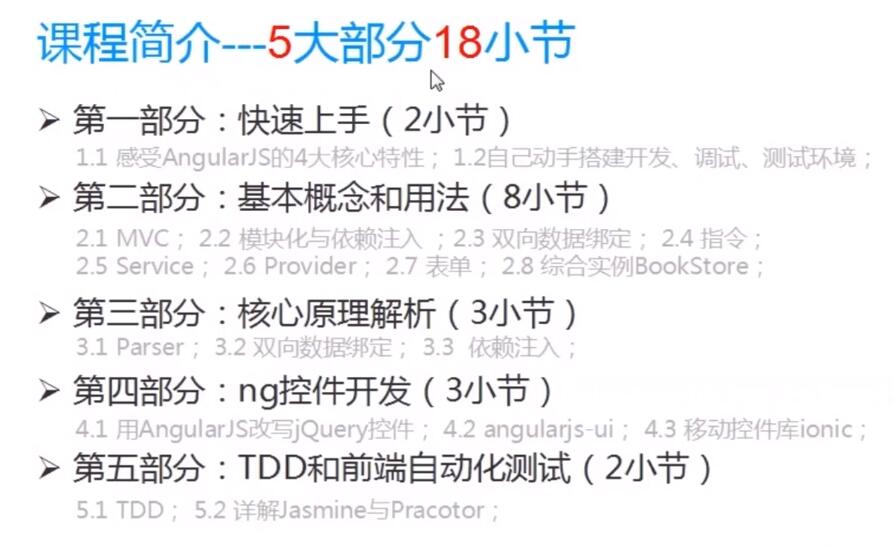 课程简介---5大部分18小节
➢ 第一部分：快速上手（2小节）
1.1 感受AngularJS的4大核心特性； 1.2自己动手搭建开发、调试、测试环境；
➢ 第二部分：基本概念和用法（8小节）
2.1 MVC； 2.2 模块化与依赖注入 ；2.3 双向数据绑定； 2.4 指令；
2.5 Service； 2.6 Provider； 2.7 表单； 2.8 综合实例BookStore；
➢ 第三部分：核心原理解析（3小节）
3.1 Parser； 3.2 双向数据绑定； 3.3 依赖注入；
➢ 第四部分：ng控件开发（3小节）
4.1 用AngularJS改写jQuery控件； 4.2 angularjs-ui； 4.3 移动控件库ionic；
➢ 第五部分：TDD和前端自动化测试（2小节）
5.1 TDD； 5.2 详解Jasmine与Pracotor；